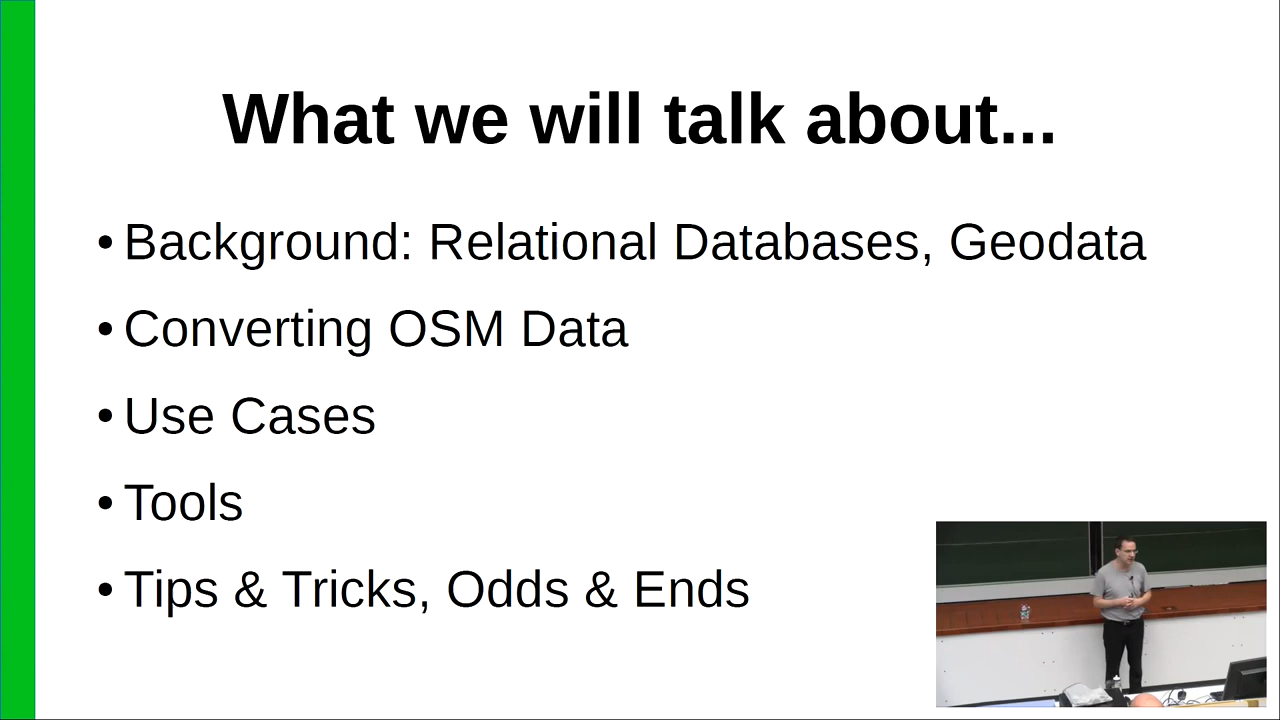 What we will talk about...
• Background: Relational Databases, Geodata
• Converting OSM Data
• Use Cases
• Tools
• Tips & Tricks, Odds & Ends